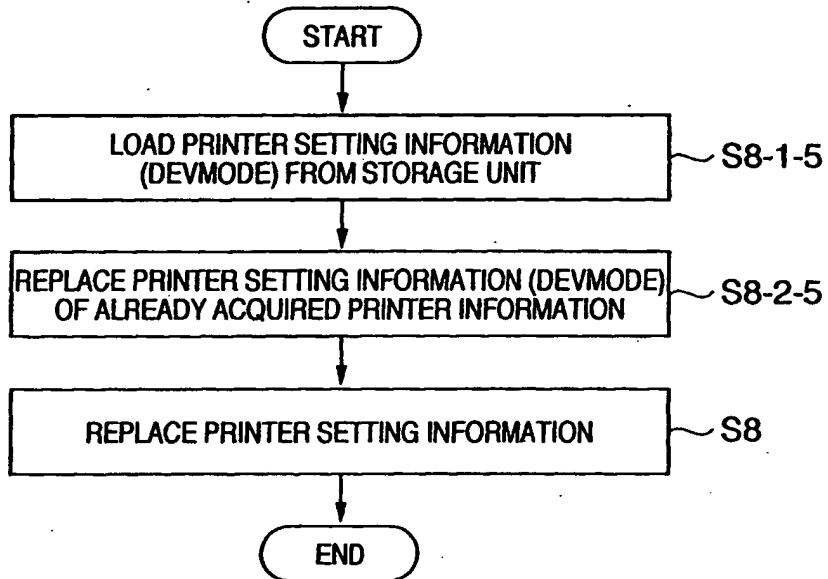 START
LOAD PRINTER SETTING INFORMATION
(DEVMODE) FROM STORAGE UNIT
S8-1-5
REPLACE PRINTER SETTING INFORMATION (DEVMODE)
OF ALREADY ACQUIRED PRINTER INFORMATION
S8-2-5
REPLACE PRINTER SETTING INFORMATION
S8
END